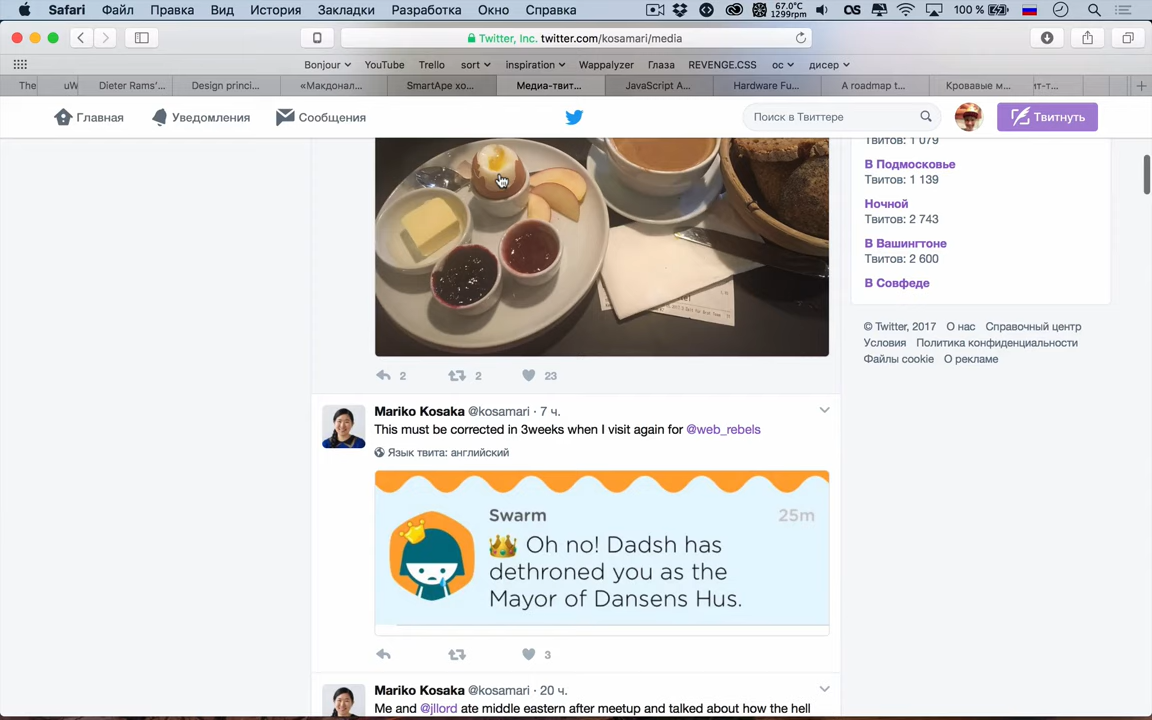 Safari Файл Правка Вид История Закладки Разработка Окно Справка 67.0°C 1299rpm 100 %
Twitter, Inc. twitter.com/kosamari/media
Bonjour YouTube Trello sort inspiration Wappalyzer Глаза REVENGE.CSS ос дисер
The uW Dieter Rams'... Design princi... «Макдонал... SmartApe хо... Медиа-твит... JavaScript A... Hardware Fu... A roadmap t... Кровавые м... ит-т...
Главная Уведомления Сообщения Поиск в Твиттере Твитнуть
Твитов: 1 079
В Подмосковье
Твитов: 1 139
Ночной
Твитов: 2 743
В Вашингтоне
Твитов: 2 600
В Совфеде
© Twitter, 2017 О нас Справочный центр
Условия Политика конфиденциальности
Файлы cookie О рекламе
2 2 23
Mariko Kosaka @kosamari · 7 ч.
This must be corrected in 3weeks when I visit again for @web_rebels
Язык твита: английский
Swarm 25m
Oh no! Dadsh has
dethroned you as the
Mayor of Dansens Hus.
3
Mariko Kosaka @kosamari · 20 ч.
Me and @jllord ate middle eastern after meetup and talked about how the hell